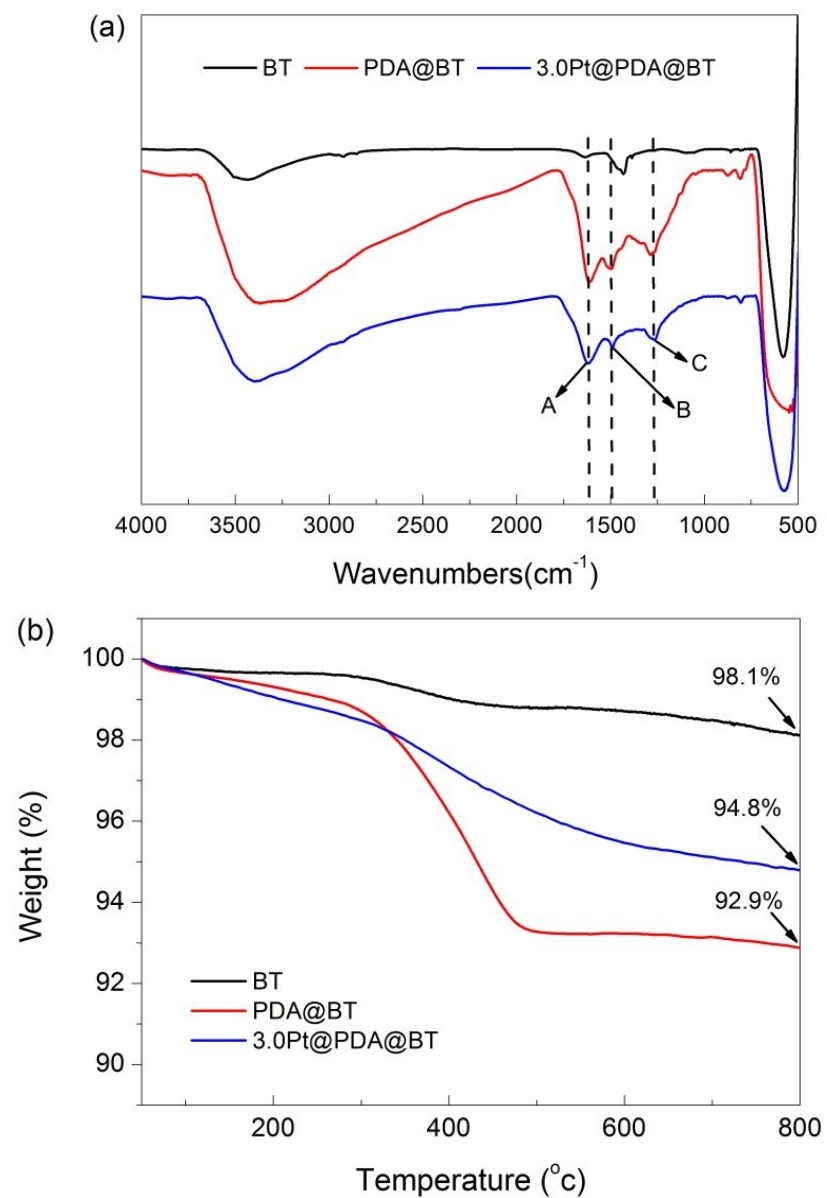 (a)
BT PDA@BT 3.0Pt@PDA@BT
A B C
4000 3500 3000 2500 2000 1500 1000 500
Wavenumbers(cm⁻¹)
(b)
100
98
96
94
92
90
Weight (%)
98.1%
94.8%
92.9%
BT
PDA@BT
3.0Pt@PDA@BT
200 400 600 800
Temperature (°c)